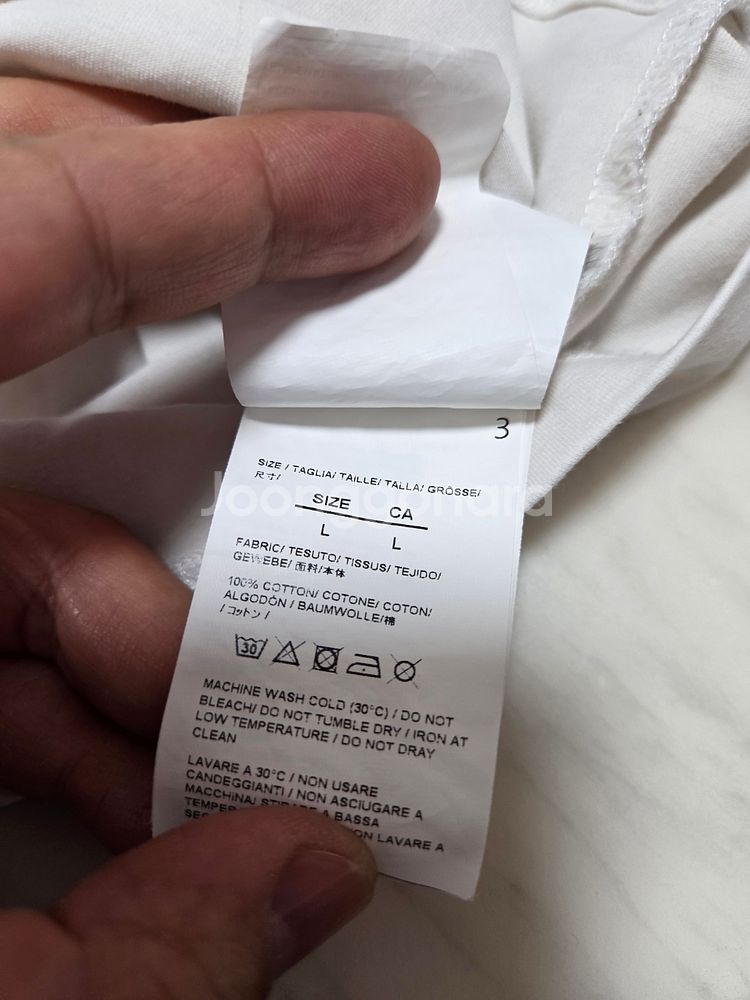 3
SIZE / TAGLIA/ TAILLE/ TALLA/ GRÖSSE/
尺寸/
SIZE CA
L L
FABRIC/ TESUTO/ TISSUS/ TEJIDO/
GEWEBE/ 面料/本体
100% COTTON/ COTONE/ COTON/
ALGODÓN / BAUMWOLLE/棉
/ コットン /
30
MACHINE WASH COLD (30°C) / DO NOT
BLEACH/ DO NOT TUMBLE DRY / IRON AT
LOW TEMPERATURE / DO NOT DRAY
CLEAN
LAVARE A 30°C / NON USARE
CANDEGGIANTI / NON ASCIUGARE A
MACCHINA/ STIRARE A BASSA
ON LAVARE A
Joonggonara